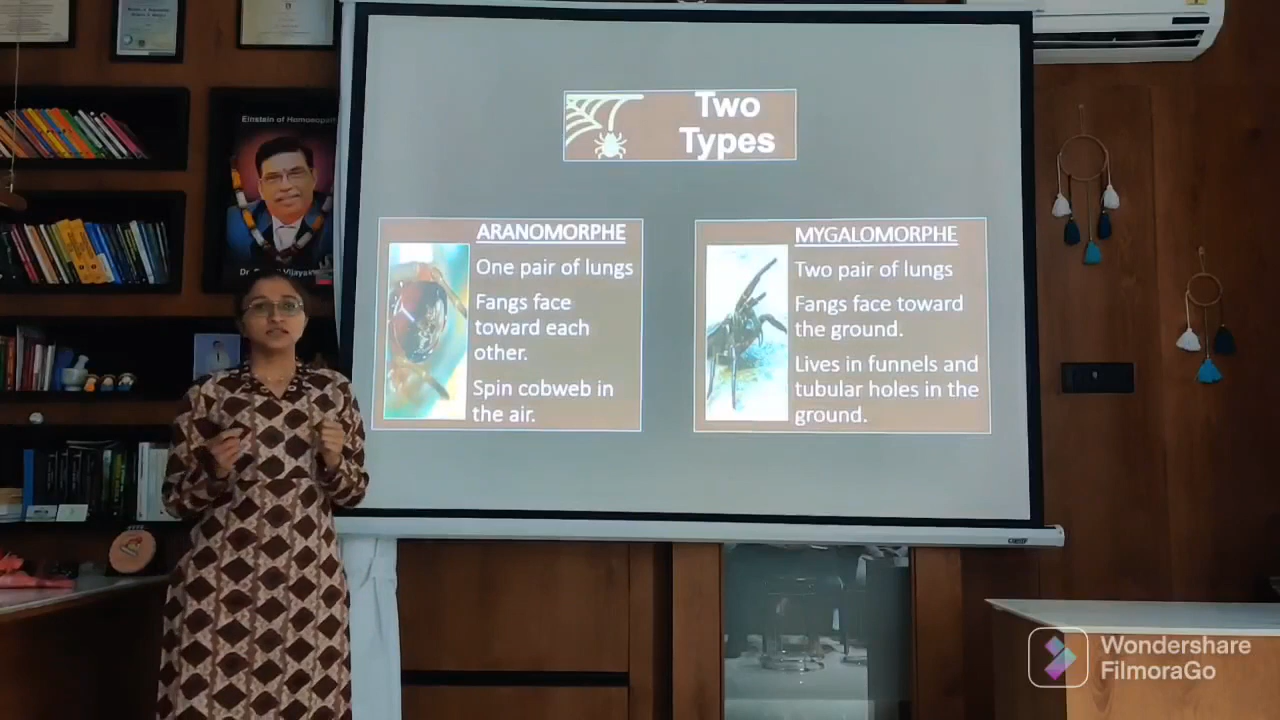 Einstein of Homoeopath
Two
Types
ARANOMORPHE
One pair of lungs
Fangs face
toward each
other.
Spin cobweb in
the air.
MYGALOMORPHE
Two pair of lungs
Fangs face toward
the ground.
Lives in funnels and
tubular holes in the
ground.
Wondershare
FilmoraGo